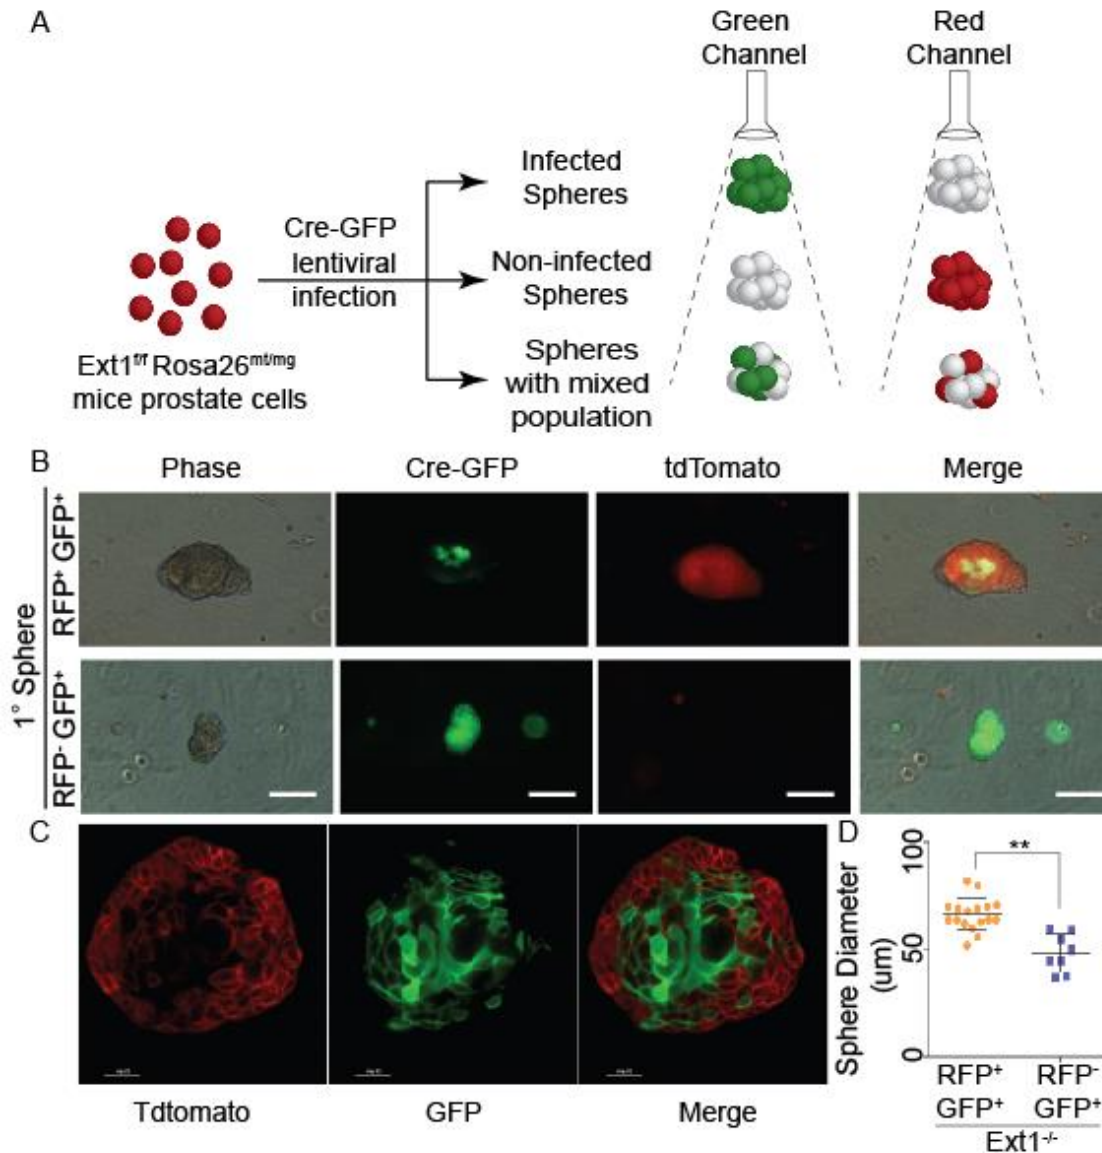 A
Green
Channel
Red
Channel
Infected
Spheres
Cre-GFP
lentiviral
infection
Non-infected
Spheres
Ext1f/f Rosa26mt/mg
mice prostate cells
Spheres
with mixed
population
B
Phase
Cre-GFP
tdTomato
Merge
1° Sphere
RFP+ GFP+
RFP- GFP+
C
Tdtomato
GFP
Merge
D
**
Sphere Diameter
(um)
100
50
0
RFP+
GFP+
RFP-
GFP+
Ext1-/-